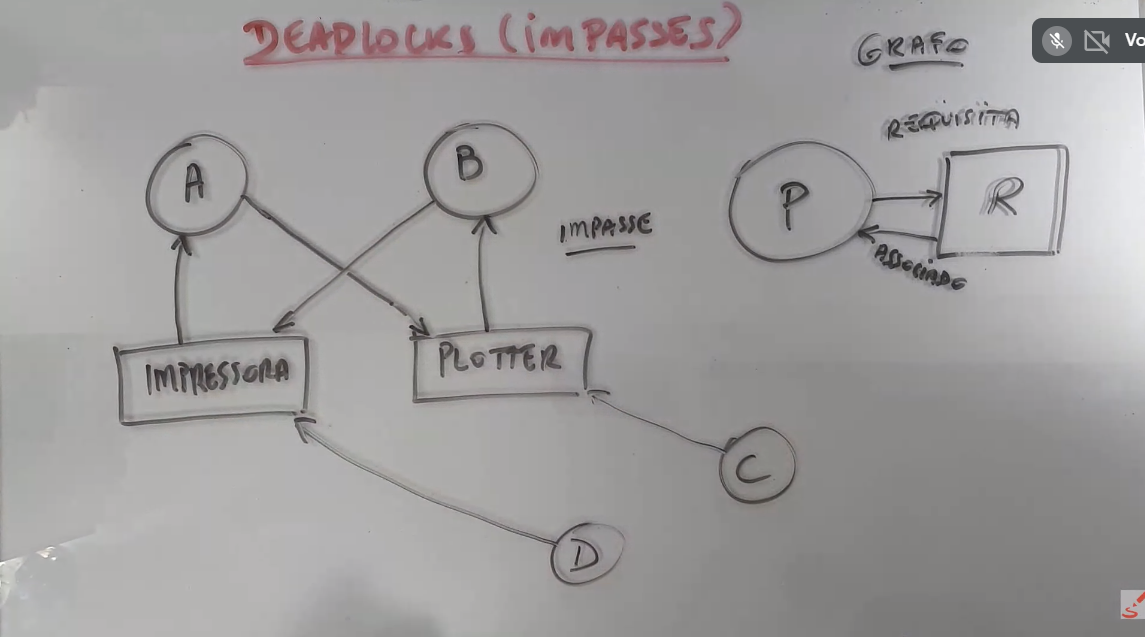 DEADLOCKS (IMPASSES)
GRAFO
Vo
REQUISITA
A
B
P
R
IMPASSE
ASSOCIADO
IMPRESSORA
PLOTTER
C
D